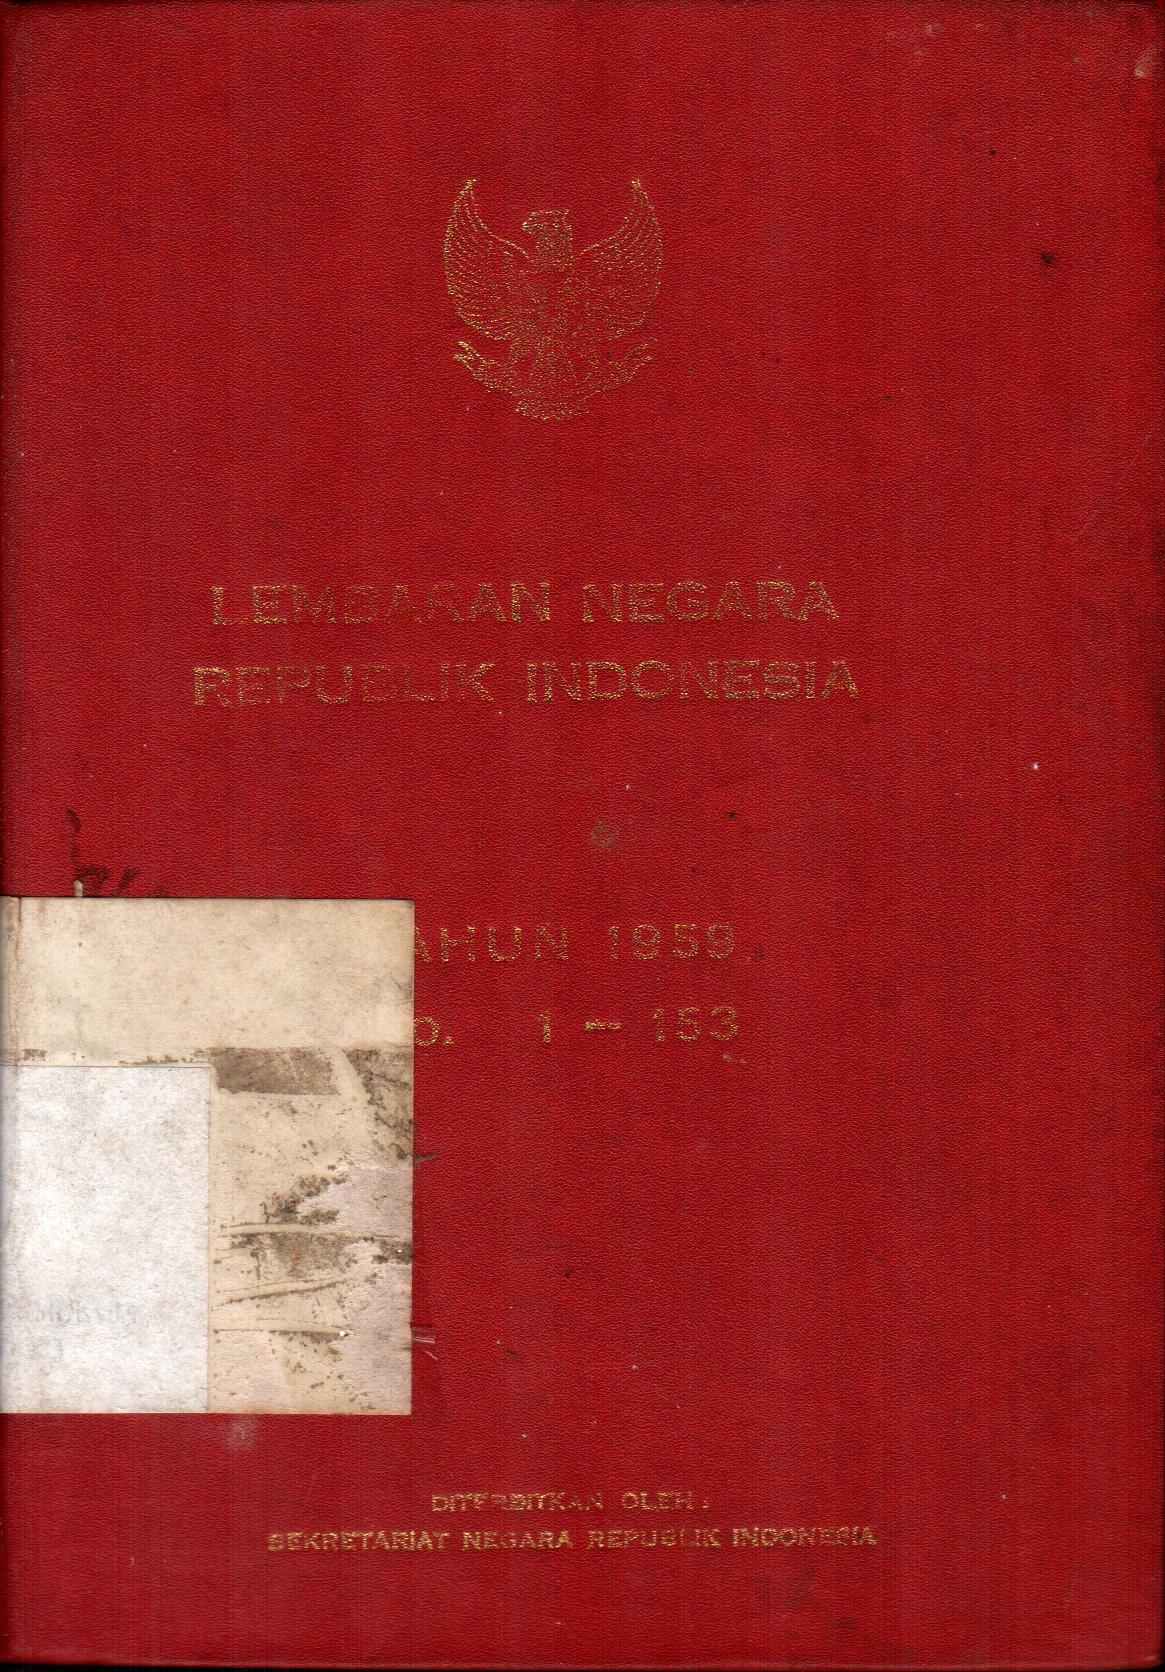 LEMBARAN NEGARA
REPUBLIK INDONESIA
AHUN 1959
O. 1 — 153
DITERBITKAN OLEH :
SEKRETARIAT NEGARA REPUBLIK INDONESIA